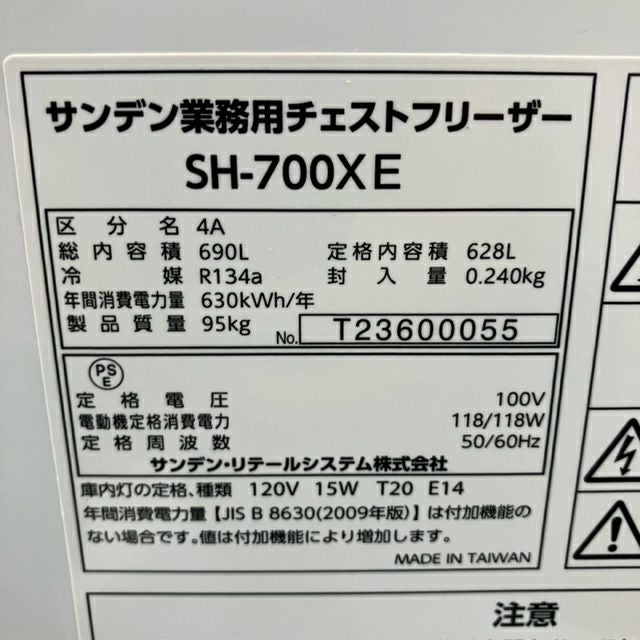 サンデン業務用チェストフリーザー
SH-700XE
区分名 4A
総内容積 690L 定格内容積 628L
冷媒 R134a 封入量 0.240kg
年間消費電力量 630kWh/年
製品質量 95kg No. T23600055
PS E
定格電圧 100V
電動機定格消費電力 118/118W
定格周波数 50/60Hz
サンデン・リテールシステム株式会社
庫内灯の定格、種類 120V 15W T20 E14
年間消費電力量【JIS B 8630(2009年版)】は付加機能の
ない場合です。値は付加機能により増加します。
MADE IN TAIWAN
注意